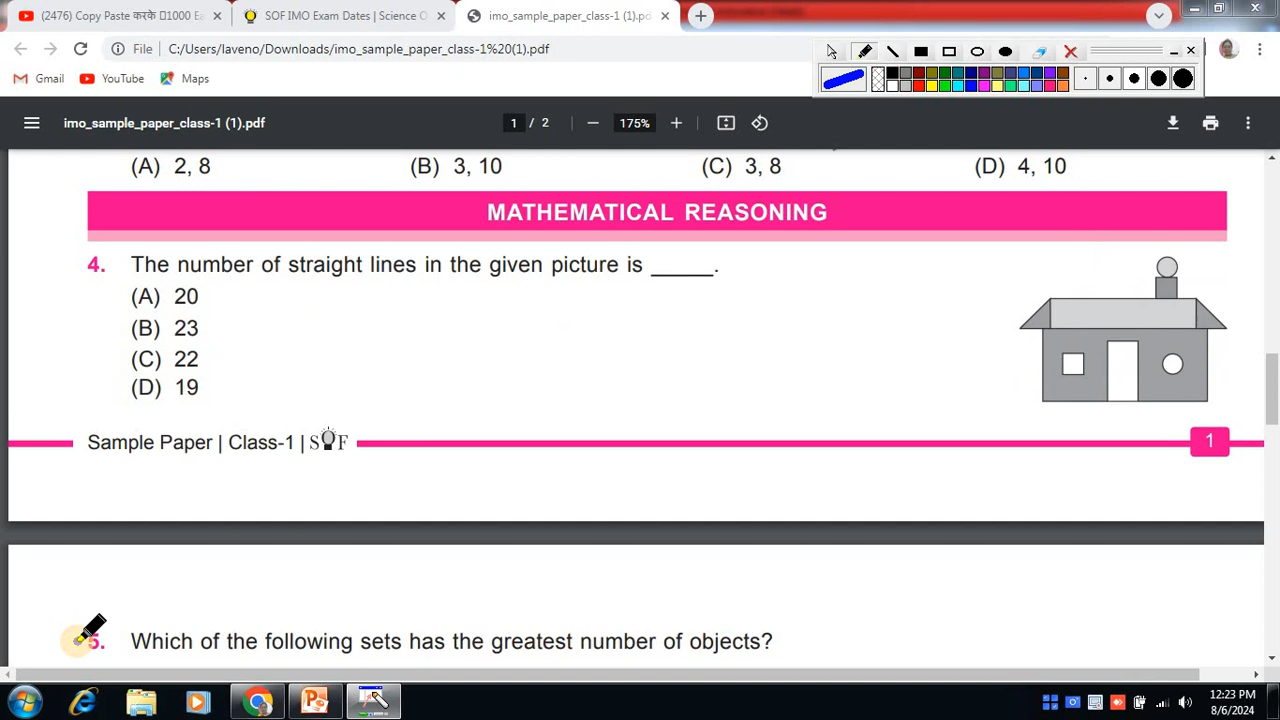 (2476) Copy Paste करके 1000 Ea
SOF IMO Exam Dates | Science O
imo_sample_paper_class-1 (1).pd
File
C:/Users/laveno/Downloads/imo_sample_paper_class-1%20(1).pdf
Gmail
YouTube
Maps
imo_sample_paper_class-1 (1).pdf
1 / 2
175%
(A) 2, 8 (B) 3, 10 (C) 3, 8 (D) 4, 10
MATHEMATICAL REASONING
4. The number of straight lines in the given picture is _____.
(A) 20
(B) 23
(C) 22
(D) 19
Sample Paper | Class-1 | SOF
1
5. Which of the following sets has the greatest number of objects?
12:23 PM
8/6/2024